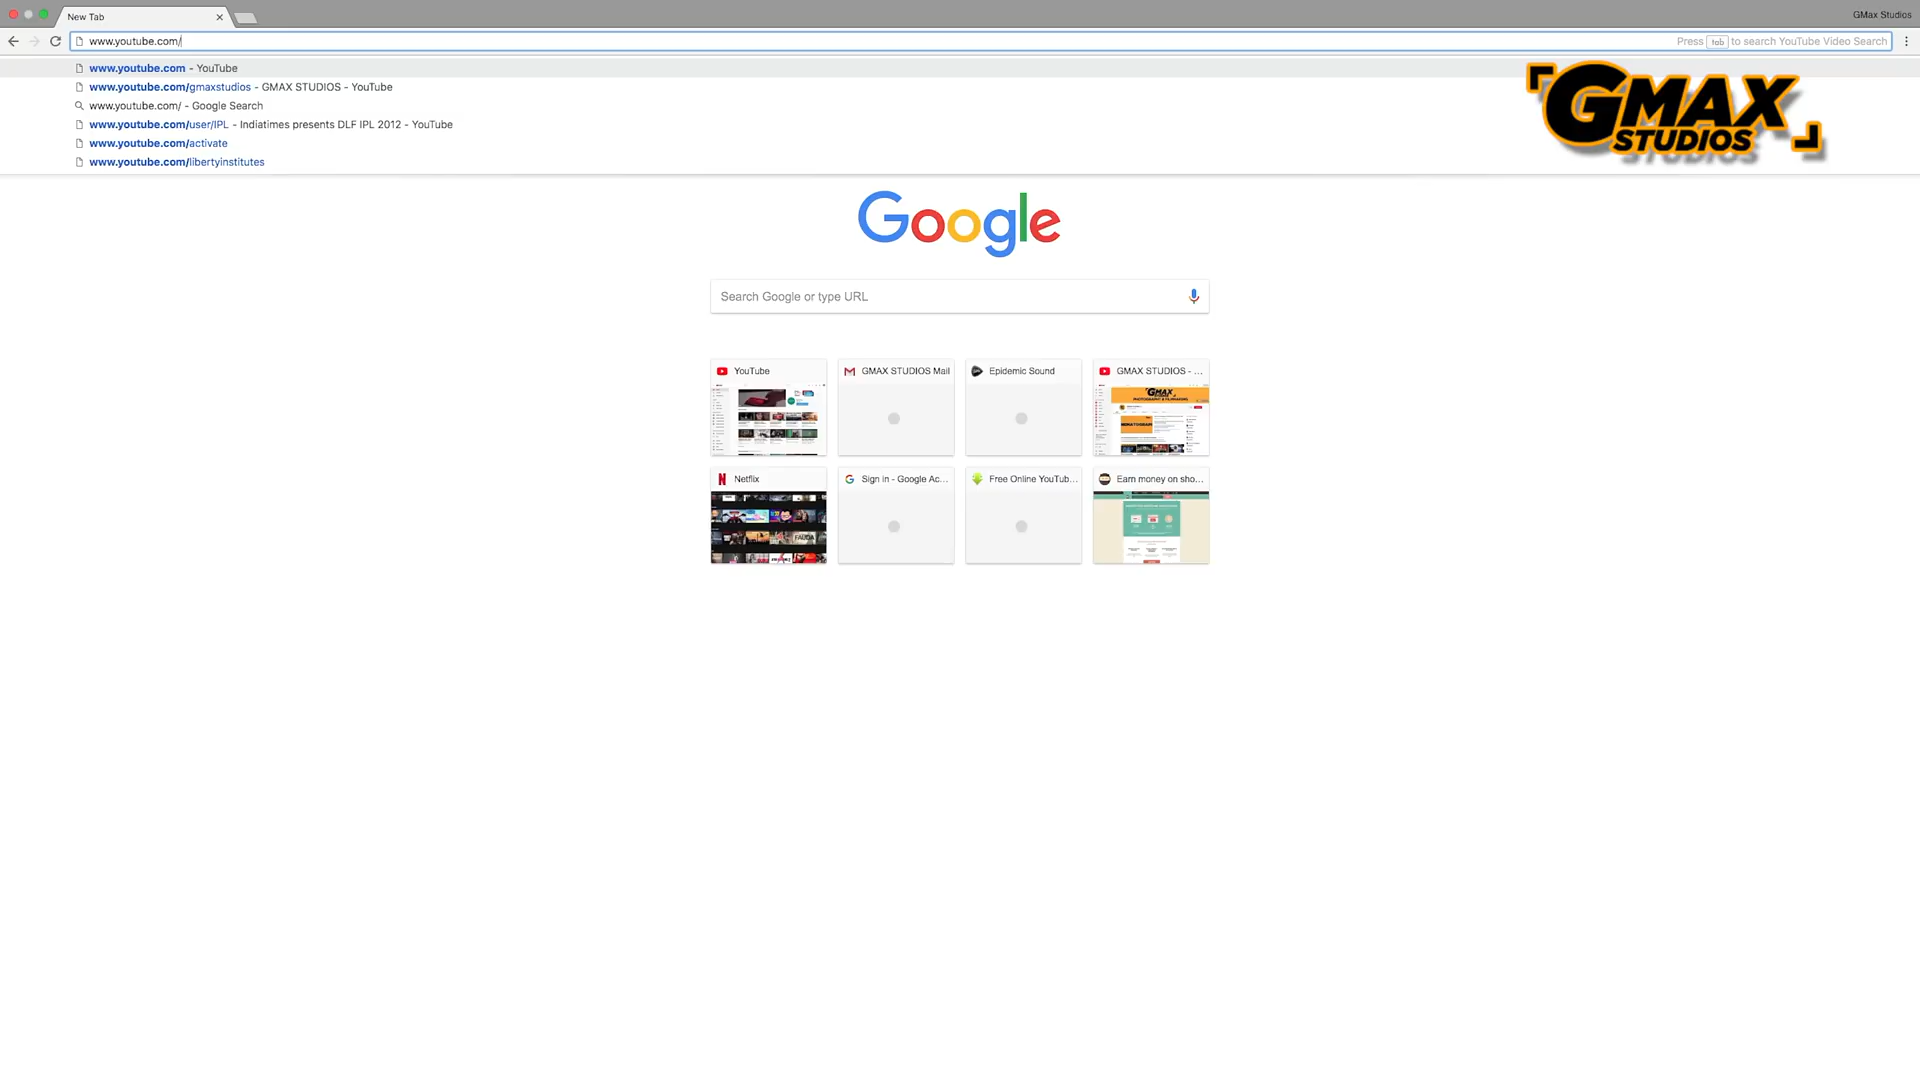 New Tab
GMax Studios
www.youtube.com/
Press tab to search YouTube Video Search
www.youtube.com - YouTube
www.youtube.com/gmaxstudios - GMAX STUDIOS - YouTube
www.youtube.com/ - Google Search
www.youtube.com/user/IPL - Indiatimes presents DLF IPL 2012 - YouTube
www.youtube.com/activate
www.youtube.com/libertyinstitutes
GMAX
STUDIOS
Google
Search Google or type URL
YouTube
GMAX STUDIOS Mail
Epidemic Sound
GMAX STUDIOS - ...
GMAX
STUDIOS
Netflix
Sign in - Google Ac...
Free Online YouTub...
Earn money on sho...
FAUDA